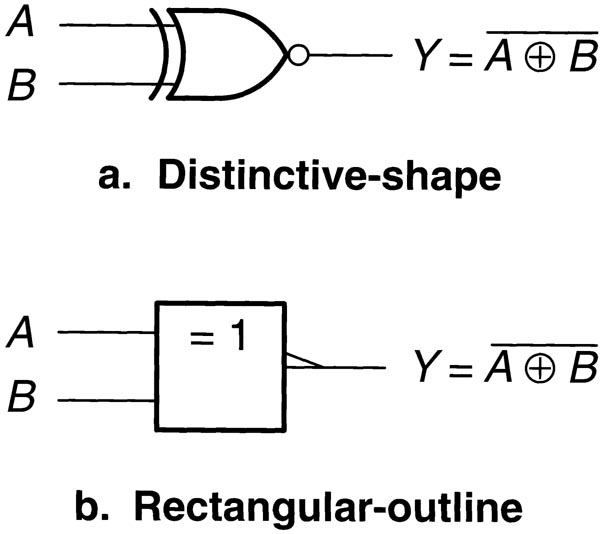 A
B
Y = A ⊕ B
a. Distinctive-shape
A
= 1
B
Y = A ⊕ B
b. Rectangular-outline